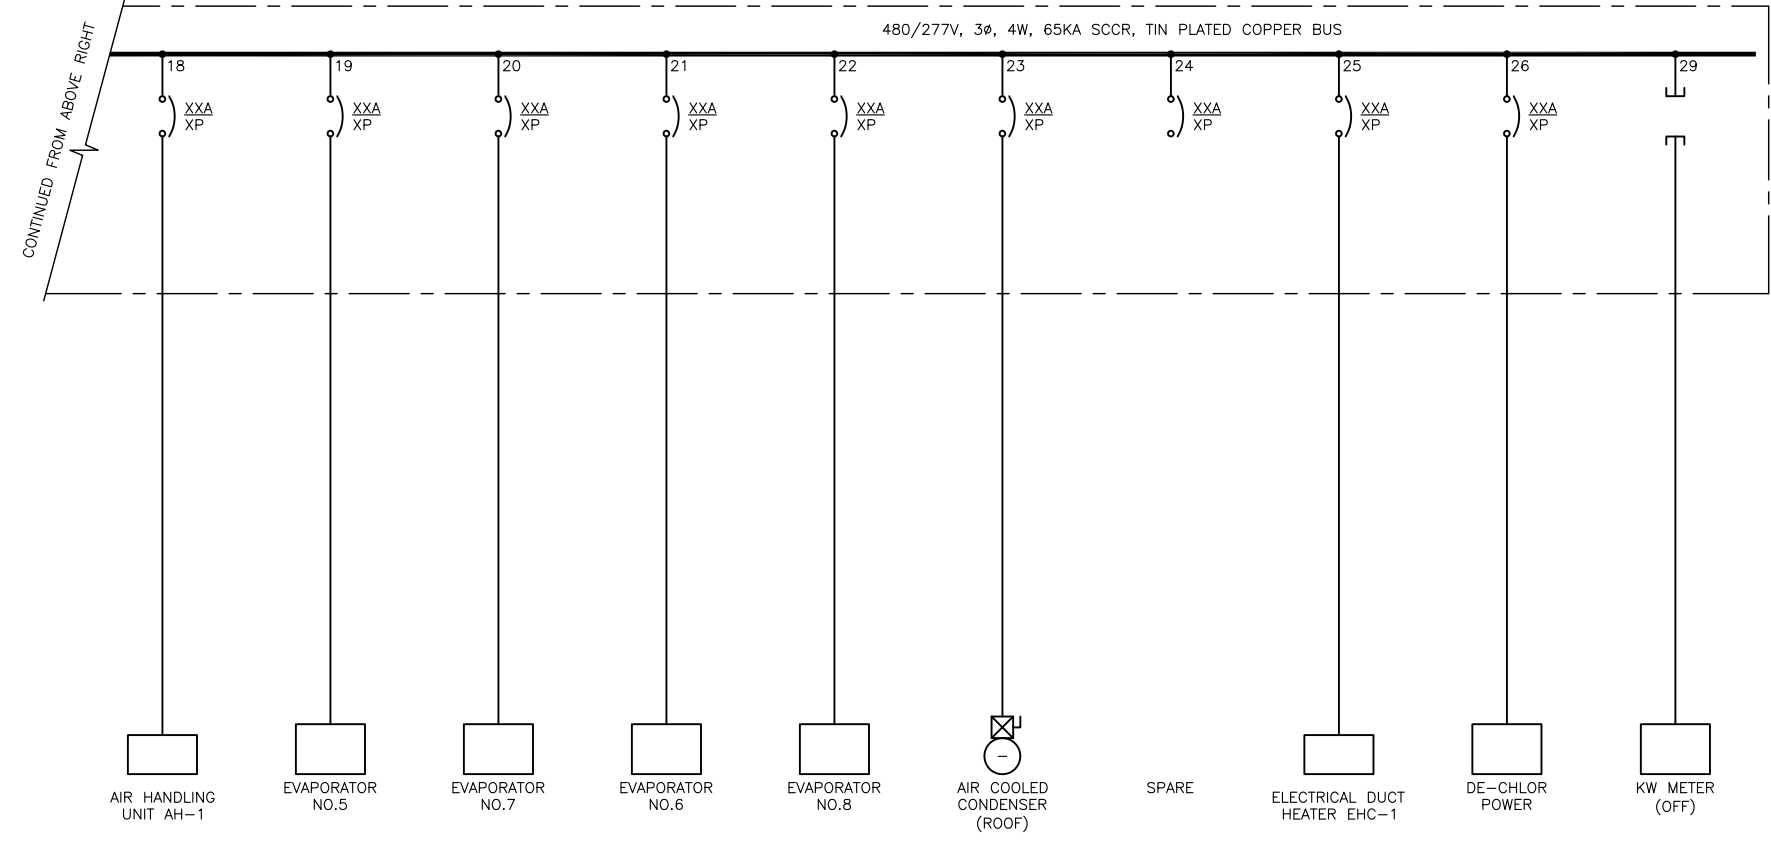 480/277V, 3ø, 4W, 65KA SCCR, TIN PLATED COPPER BUS
CONTINUED FROM ABOVE RIGHT
18
19
20
21
22
23
24
25
26
29
XXA
XP
XXA
XP
XXA
XP
XXA
XP
XXA
XP
XXA
XP
XXA
XP
XXA
XP
XXA
XP
–
AIR HANDLING
UNIT AH–1
EVAPORATOR
NO.5
EVAPORATOR
NO.7
EVAPORATOR
NO.6
EVAPORATOR
NO.8
AIR COOLED
CONDENSER
(ROOF)
SPARE
ELECTRICAL DUCT
HEATER EHC–1
DE–CHLOR
POWER
KW METER
(OFF)